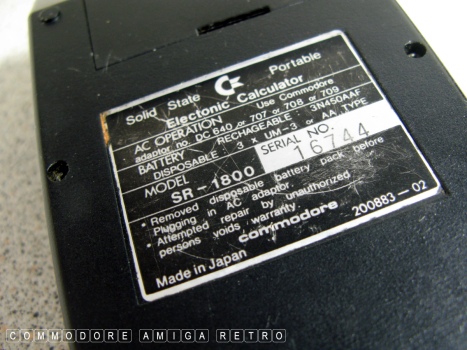 Solid State Portable
Electonic Calculator
• AC OPERATION Use Commodore
adaptor no. DC 640 or 707 or 708 or 709
BATTERY RECHARGEABLE 3N450AAF
DISPOSABLE 3 UM-3 or AA TYPE
MODEL SR-1800
SERIAL NO. 16744
• Removed disposable battery pack before
Plugging in AC adaptor.
• Attempted repair by unauthorized
persons voids warranty.
commodore
Made in Japan 200883-02
COMMODORE AMIGA RETRO